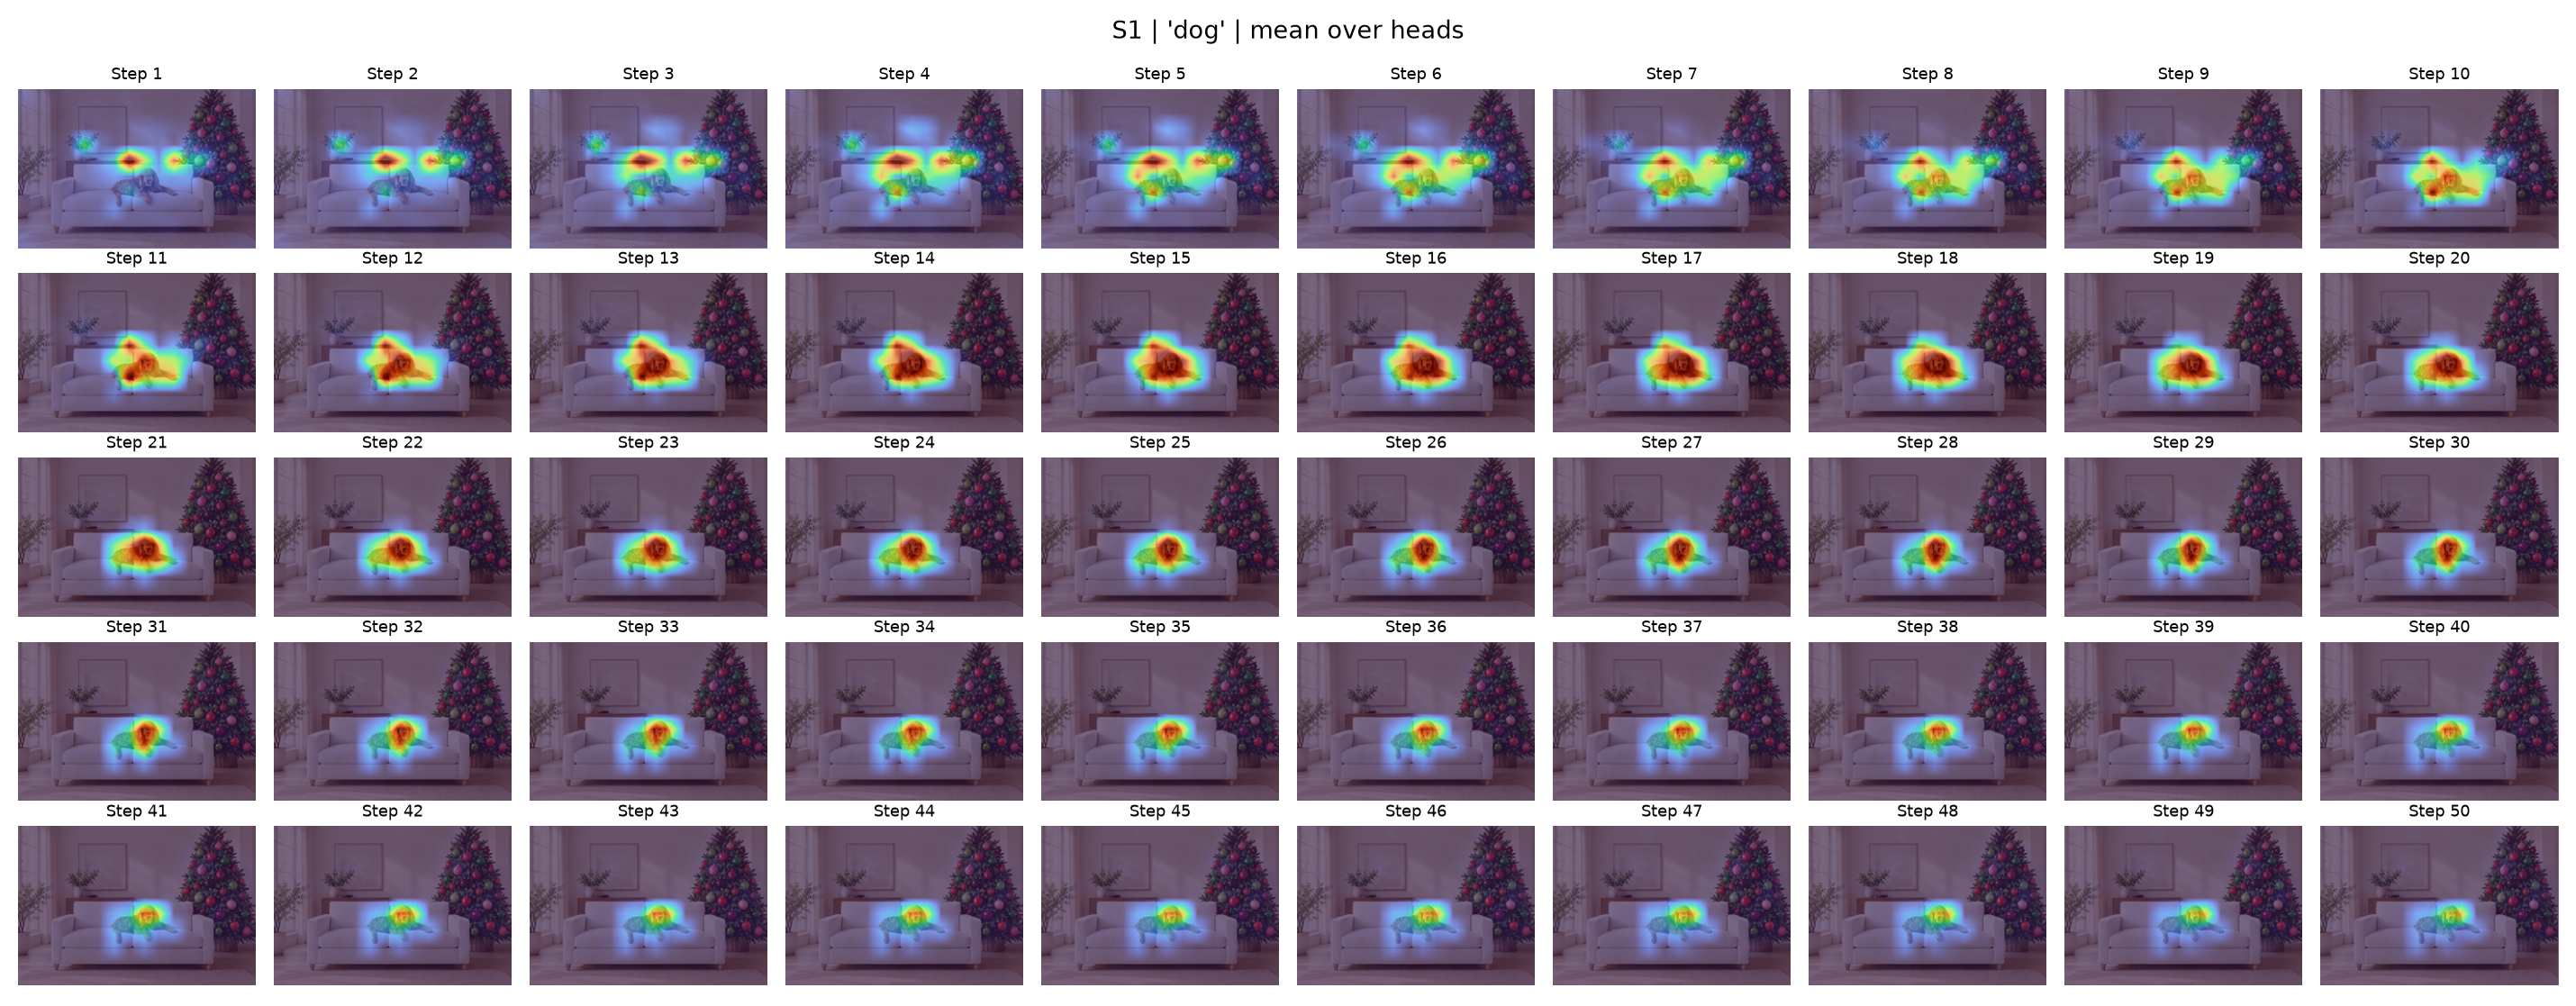 S1 | 'dog' | mean over heads
Step 1 Step 2 Step 3 Step 4 Step 5 Step 6 Step 7 Step 8 Step 9 Step 10
Step 11 Step 12 Step 13 Step 14 Step 15 Step 16 Step 17 Step 18 Step 19 Step 20
Step 21 Step 22 Step 23 Step 24 Step 25 Step 26 Step 27 Step 28 Step 29 Step 30
Step 31 Step 32 Step 33 Step 34 Step 35 Step 36 Step 37 Step 38 Step 39 Step 40
Step 41 Step 42 Step 43 Step 44 Step 45 Step 46 Step 47 Step 48 Step 49 Step 50